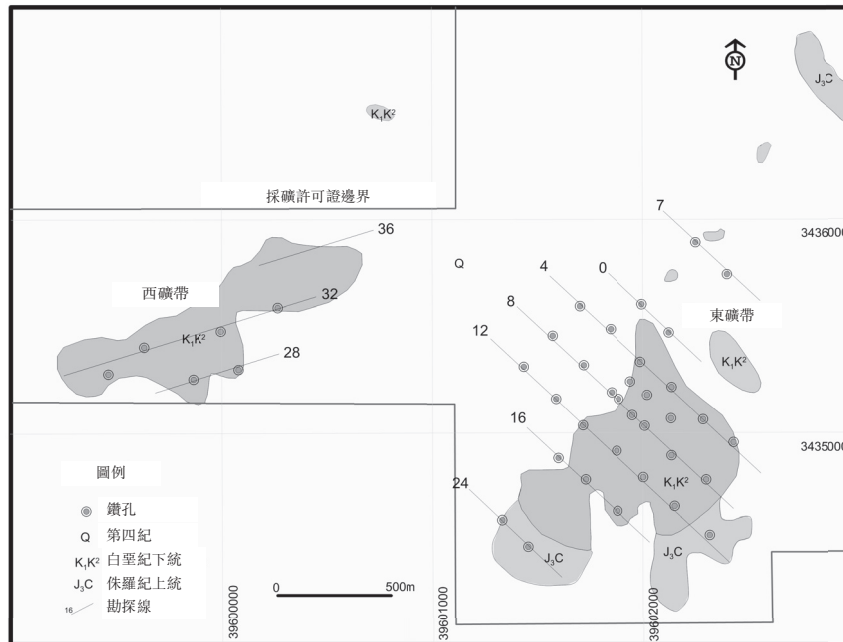 N
J₃C
K₁K²
採礦許可證邊界
7
36
3436000
Q
4
0
西礦帶
32
8
東礦帶
12
K₁K²
K₁K²
28
16
3435000
圖例
24
K₁K²
鑽孔
Q 第四紀
J₃C
J₃C
K₁K² 白堊紀下統
J₃C 侏羅紀上統
16 勘探線
0 500m
39600000
39601000
39602000